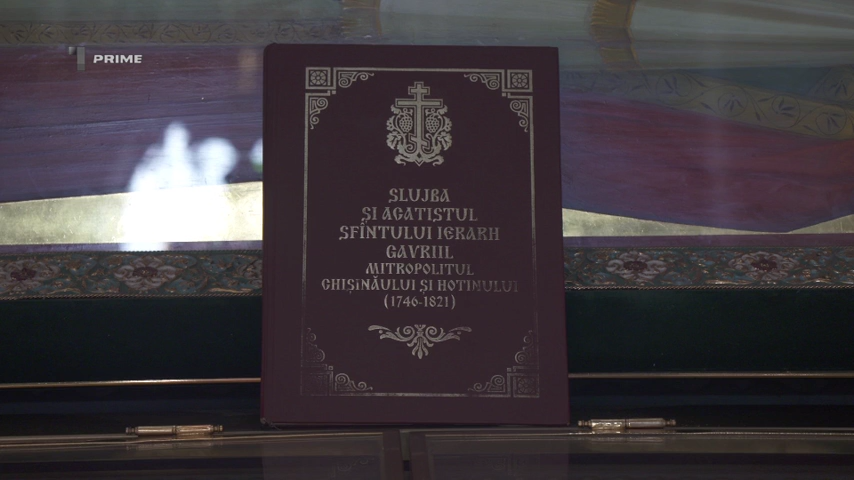 PRIME
SLUJBA
ȘI ACATISTUL
SFÎNTULUI IERARH
GAVRIIL
MITROPOLITUL
CHIȘINĂULUI ȘI HOTINULUI
(1746-1821)